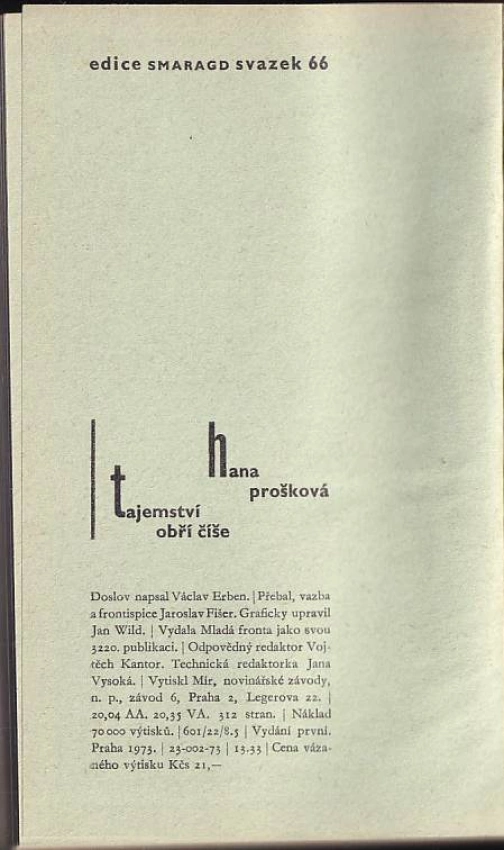 edice SMARAGD svazek 66
hana
prošková
tajemství
obří číše
Doslov napsal Václav Erben. | Přebal, vazba
a frontispice Jaroslav Fišer. Graficky upravil
Jan Wild. | Vydala Mladá fronta jako svou
3220. publikaci. | Odpovědný redaktor Voj-
těch Kantor. Technická redaktorka Jana
Vysoká. | Vytiskl Mír, novinářské závody,
n. p., závod 6, Praha 2, Legerova 22. |
20,04 AA. 20,35 VA. 312 stran. | Náklad
70 000 výtisků. | 601/22/8.5 | Vydání první.
Praha 1973. | 23-002-73 | 13.33 | Cena váza-
ného výtisku Kčs 21,—